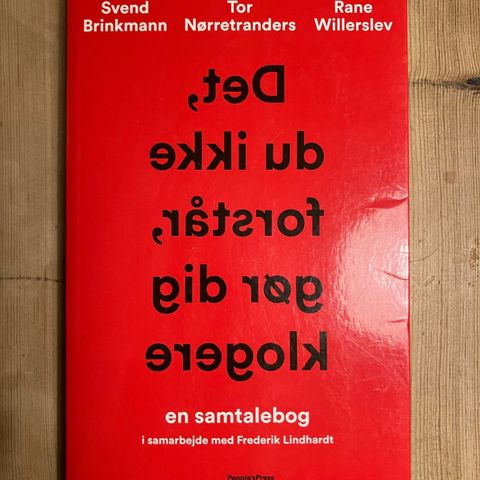 Svend Brinkmann
Tor Nørretranders
Rane Willerslev
Det,
du ikke
forstår,
gør dig
klogere
en samtalebog
i samarbejde med Frederik Lindhardt
People'sPress